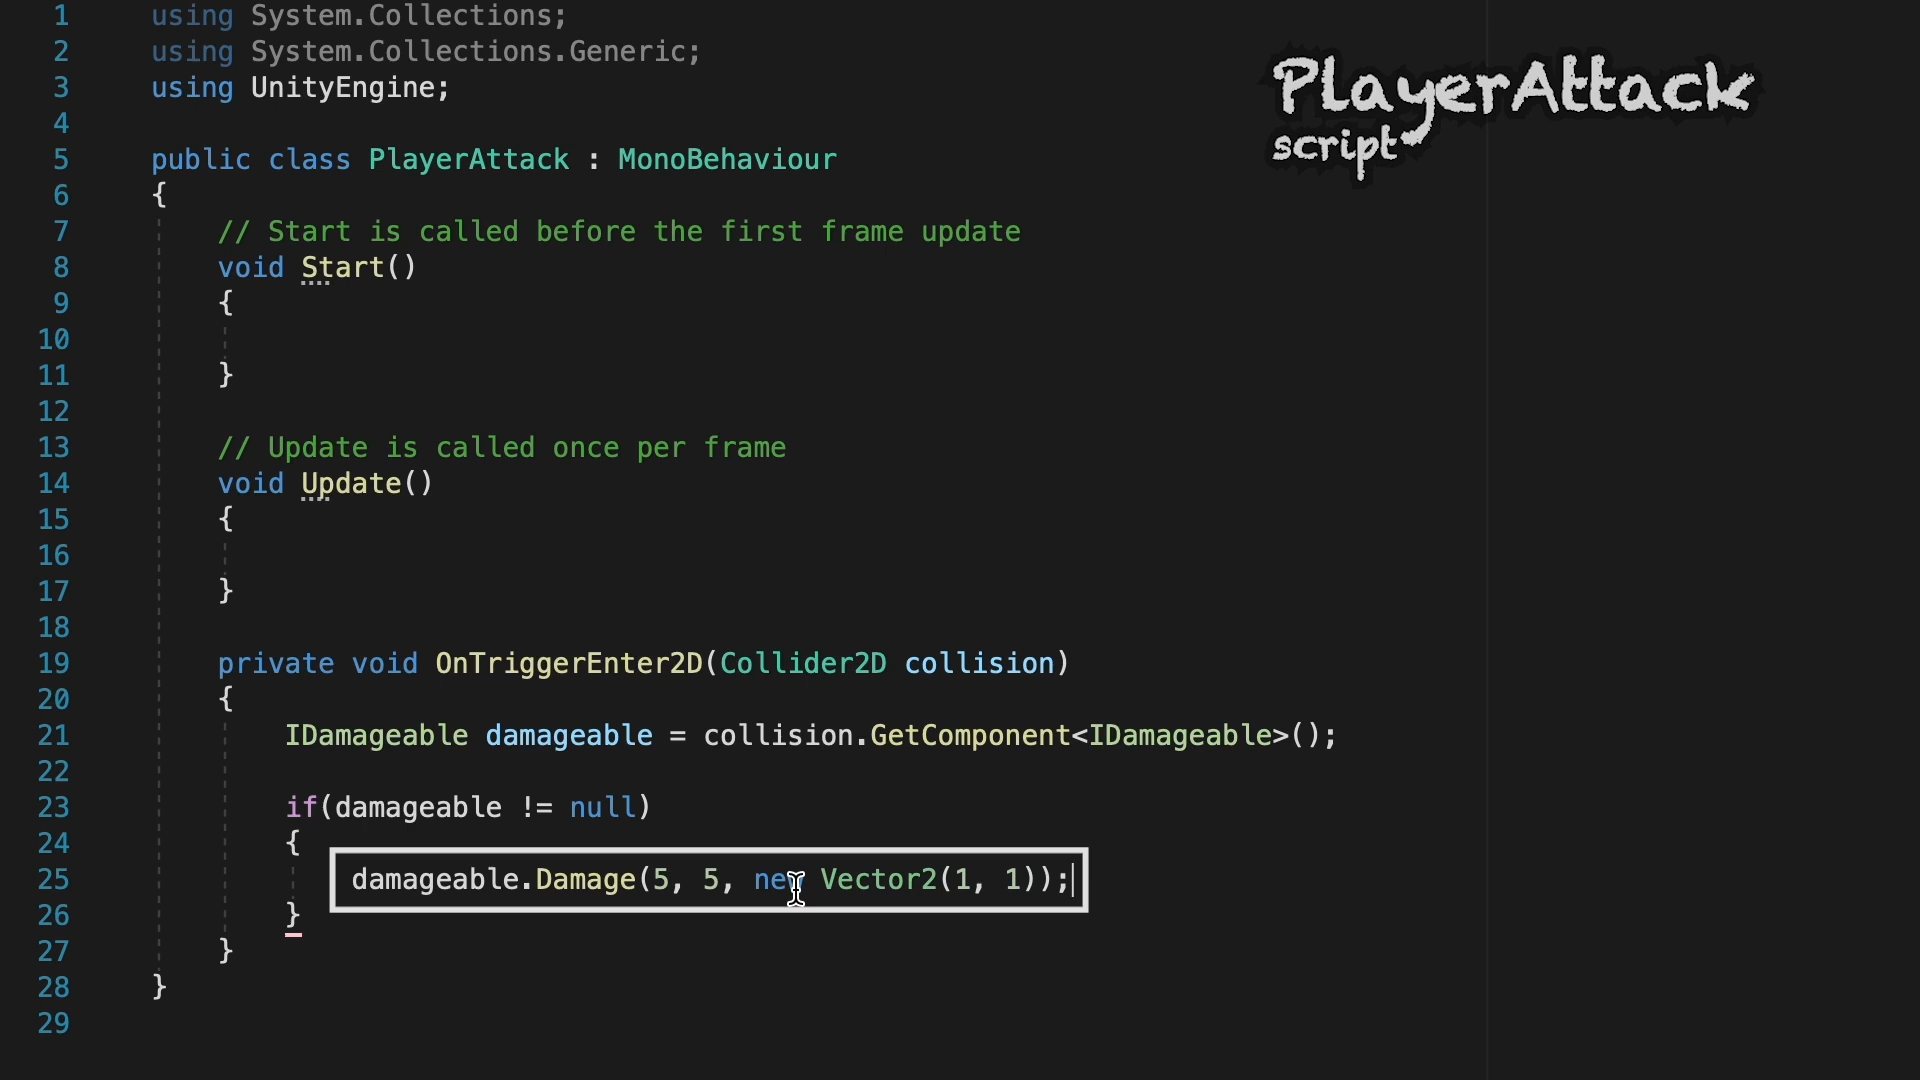 1 using System.Collections;
2 using System.Collections.Generic;
3 using UnityEngine;
4
5 public class PlayerAttack : MonoBehaviour
6 {
7 // Start is called before the first frame update
8 void Start()
9 {
10
11 }
12
13 // Update is called once per frame
14 void Update()
15 {
16
17 }
18
19 private void OnTriggerEnter2D(Collider2D collision)
20 {
21 IDamageable damageable = collision.GetComponent<IDamageable>();
22
23 if(damageable != null)
24 {
25 damageable.Damage(5, 5, new Vector2(1, 1));
26 }
27 }
28 }
29
PlayerAttack
script